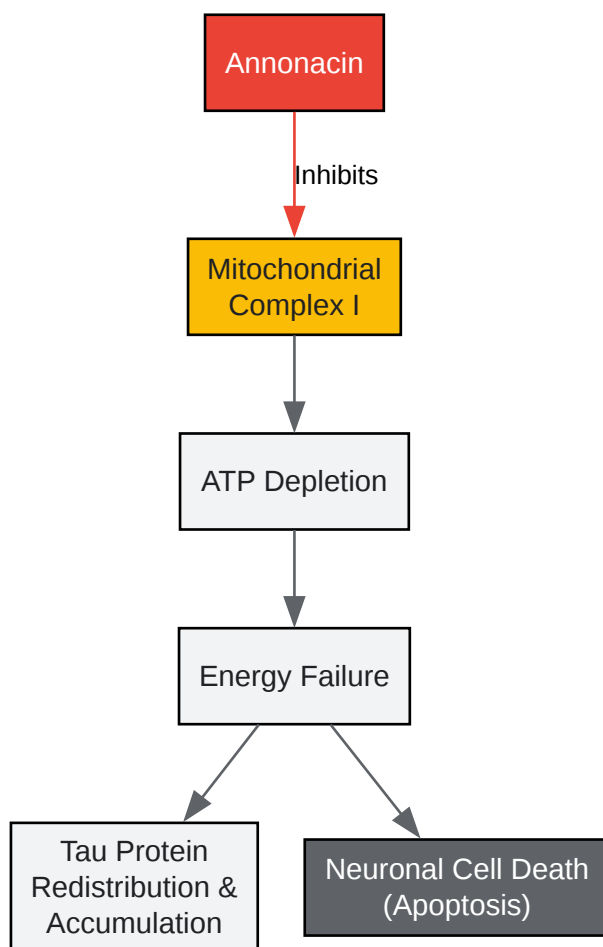 Annonacin
Inhibits
Mitochondrial
Complex I
ATP Depletion
Energy Failure
Tau Protein
Redistribution &
Accumulation
Neuronal Cell Death
(Apoptosis)